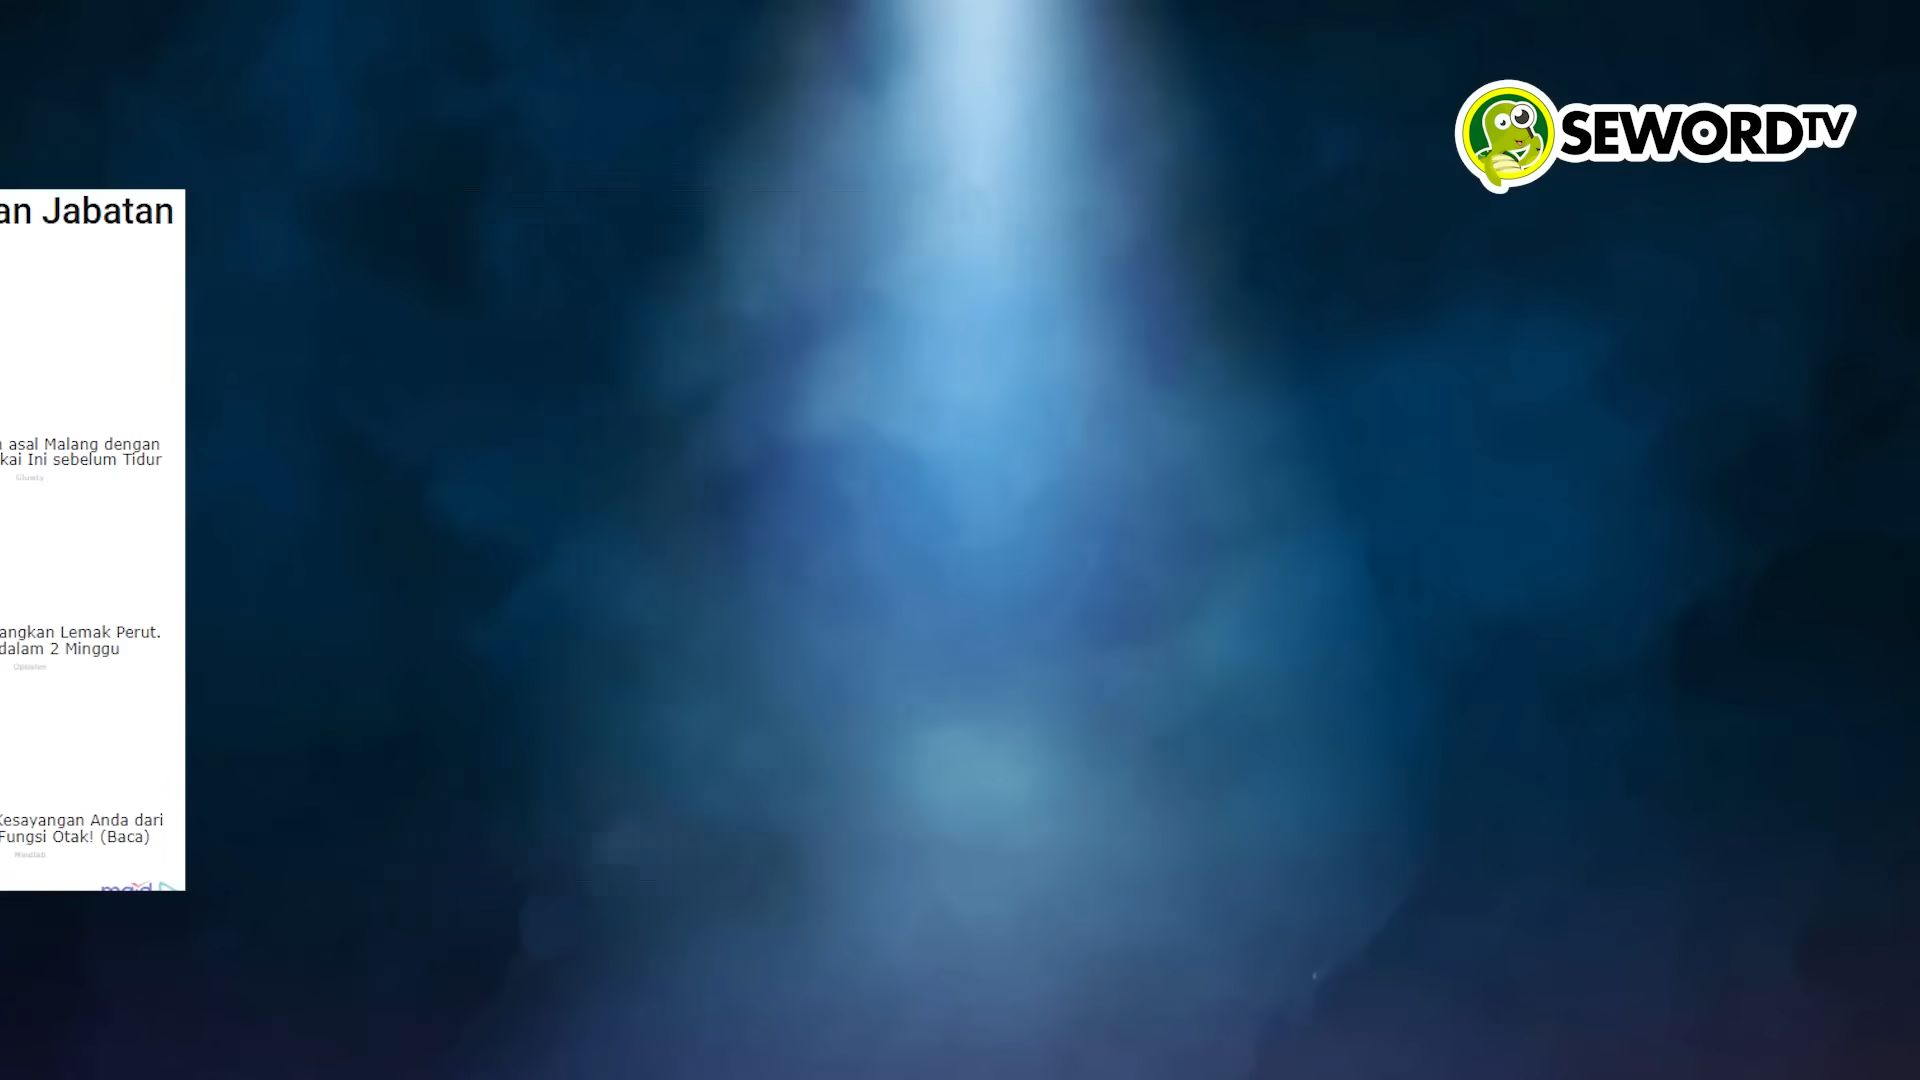 SEWORDTV
an Jabatan
asal Malang dengan
kai Ini sebelum Tidur
angkan Lemak Perut.
dalam 2 Minggu
Kesayangan Anda dari
Fungsi Otak! (Baca)
mgid